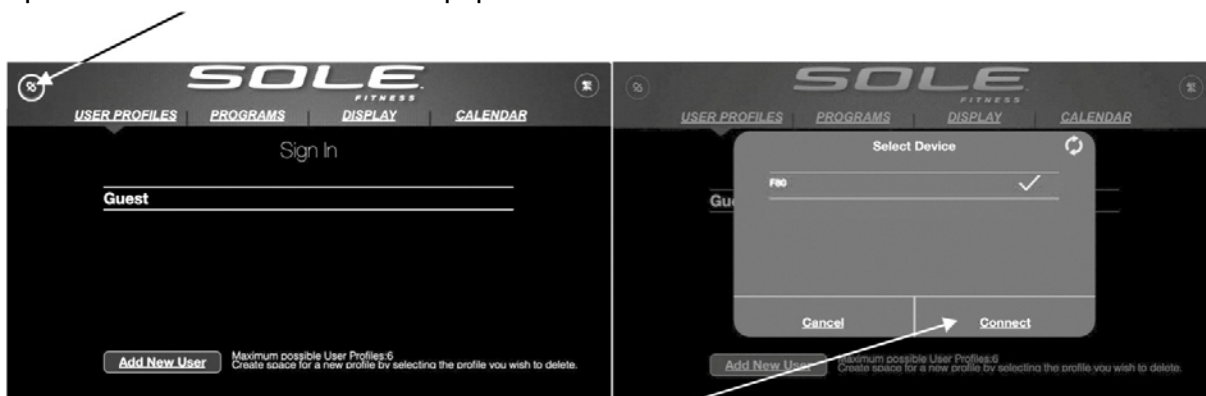 SOLE
FITNESS
USER PROFILES PROGRAMS DISPLAY CALENDAR
Sign In
Guest
Add New User
Maximum possible User Profiles:6
Create space for a new profile by selecting the profile you wish to delete.
SOLE
FITNESS
USER PROFILES PROGRAMS DISPLAY CALENDAR
Select Device
F80
Gu
Cancel Connect
Add New User
Maximum possible User Profiles:6
Create space for a new profile by selecting the profile you wish to delete.